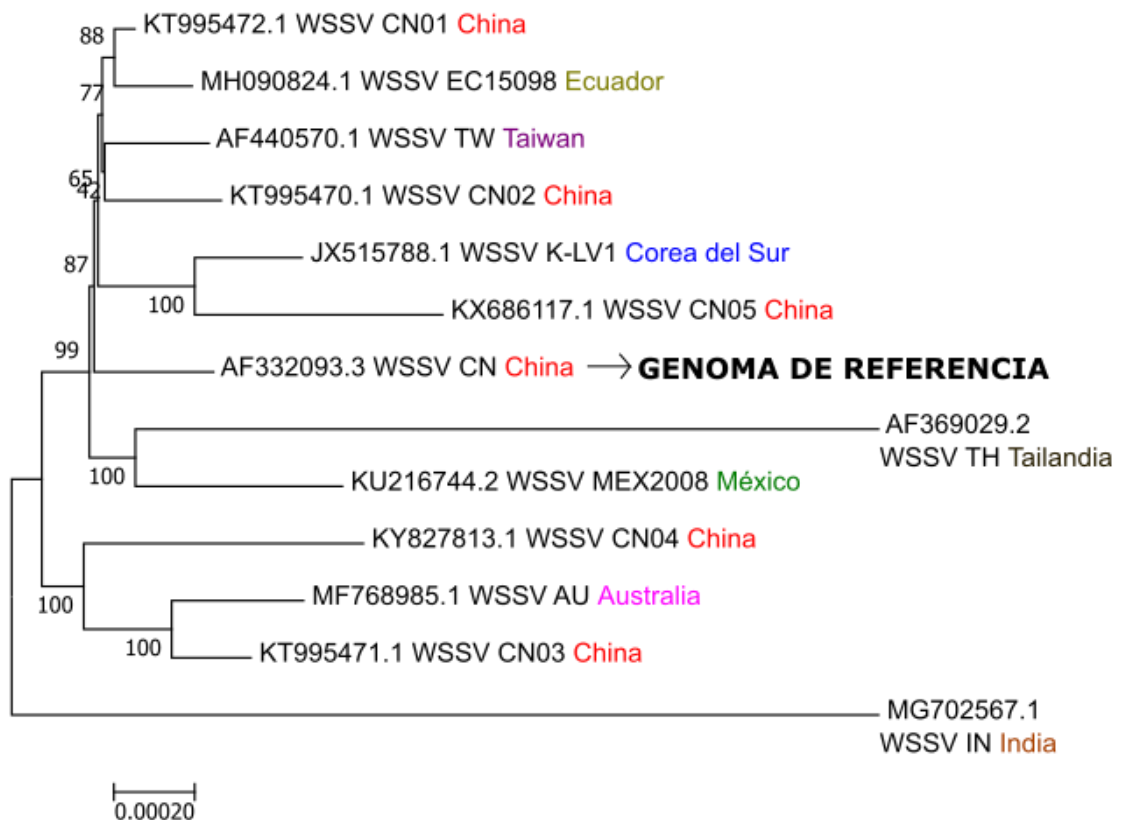 88
KT995472.1 WSSV CN01 China
77
MH090824.1 WSSV EC15098 Ecuador
AF440570.1 WSSV TW Taiwan
65
42
KT995470.1 WSSV CN02 China
87
JX515788.1 WSSV K-LV1 Corea del Sur
100
KX686117.1 WSSV CN05 China
99
AF332093.3 WSSV CN China → GENOMA DE REFERENCIA
AF369029.2
WSSV TH Tailandia
100
KU216744.2 WSSV MEX2008 México
KY827813.1 WSSV CN04 China
100
MF768985.1 WSSV AU Australia
100
KT995471.1 WSSV CN03 China
MG702567.1
WSSV IN India
0.00020